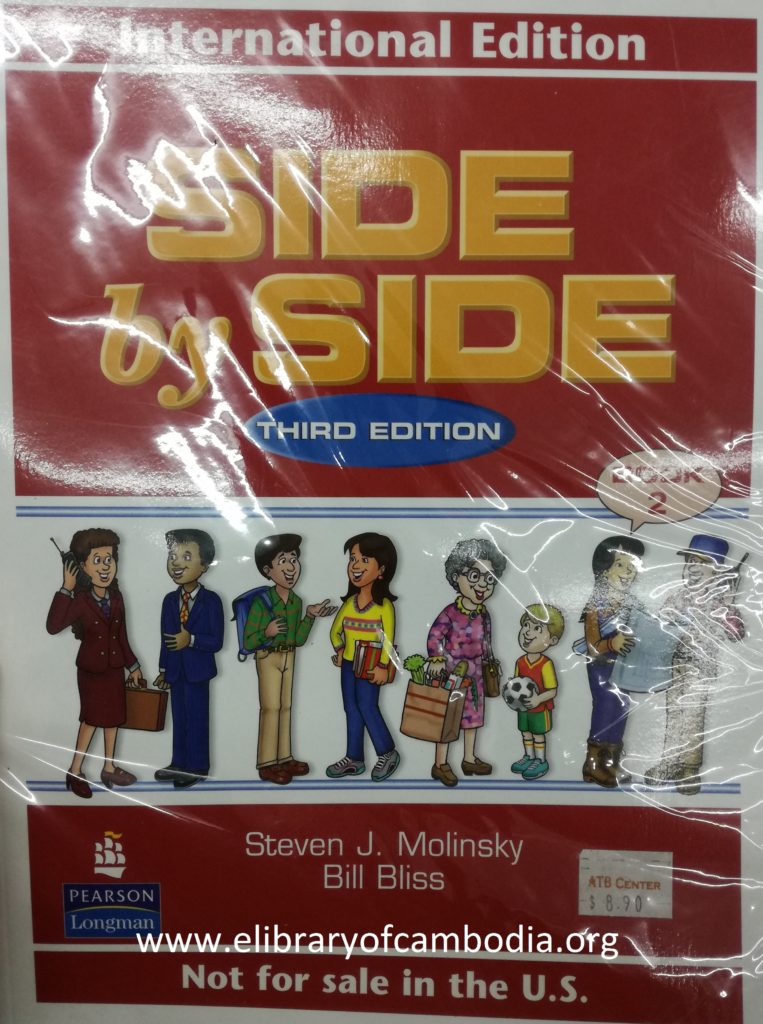 International Edition
SIDE
by SIDE
THIRD EDITION
BOOK
2
Steven J. Molinsky
Bill Bliss
PEARSON
Longman
ATB CENTER
$ 8.90
www.elibraryofcambodia.org
Not for sale in the U.S.